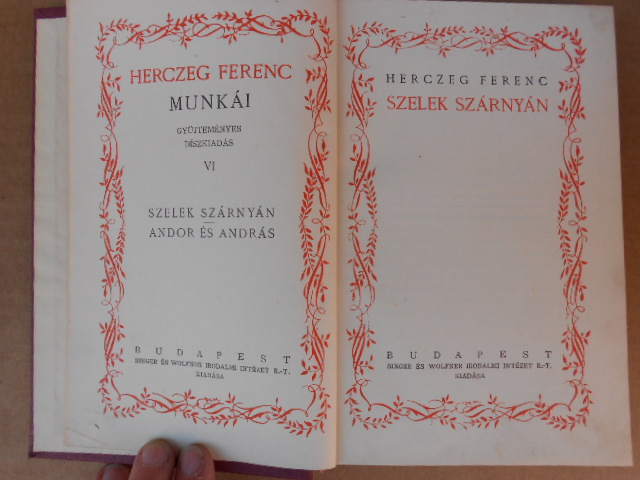 HERCZEG FERENC
MUNKÁI
GYŰJTEMÉNYES
DÍSZKIADÁS
VI
SZELEK SZÁRNYÁN
ANDOR ÉS ANDRÁS
BUDAPEST
SINGER ÉS WOLFNER IRODALMI INTÉZET R.-T.
KIADÁSA
HERCZEG FERENC
SZELEK SZÁRNYÁN
BUDAPEST
SINGER ÉS WOLFNER IRODALMI INTÉZET R.-T.
KIADÁSA